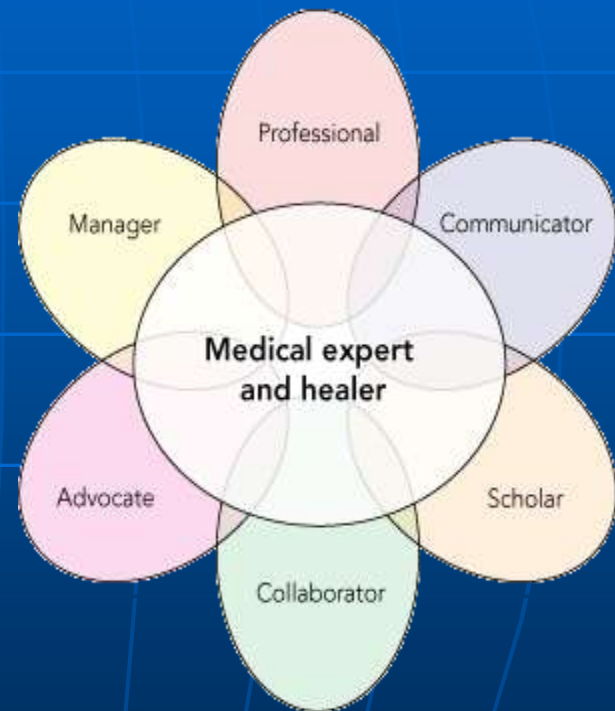 Professional
Manager
Communicator
Medical expert
and healer
Advocate
Scholar
Collaborator